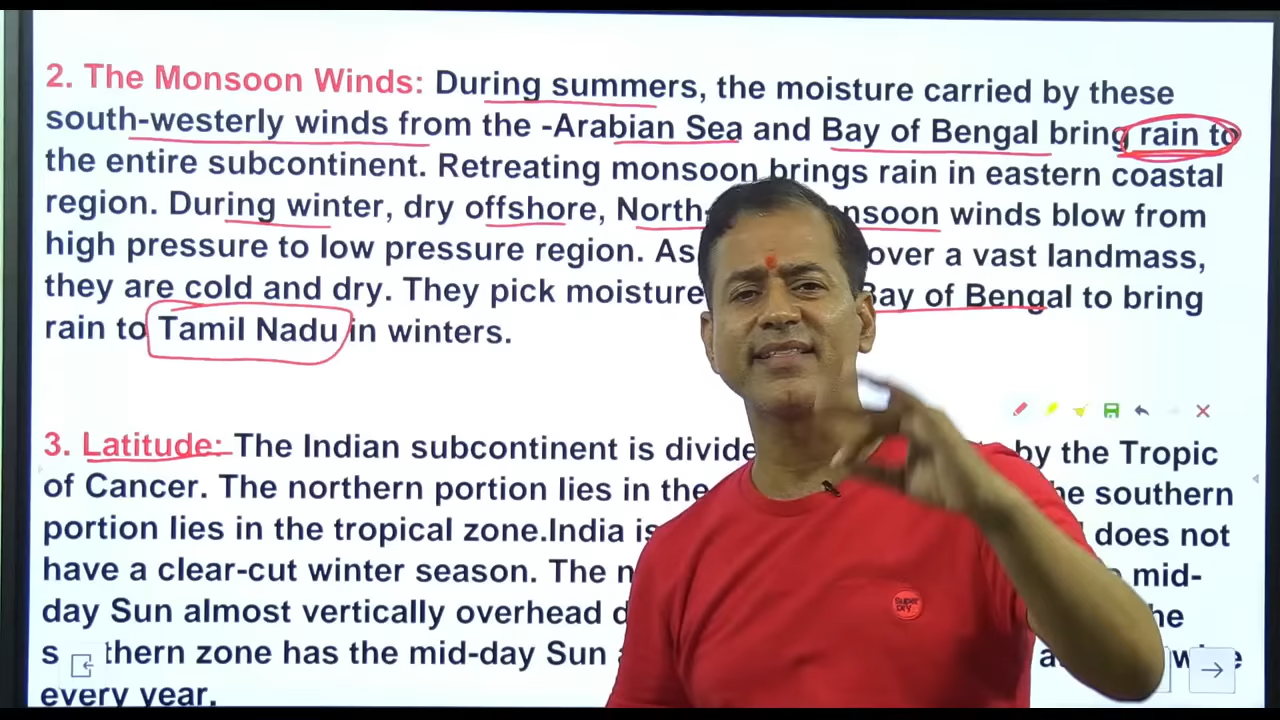 2. The Monsoon Winds: During summers, the moisture carried by these
south-westerly winds from the -Arabian Sea and Bay of Bengal bring rain to
the entire subcontinent. Retreating monsoon brings rain in eastern coastal
region. During winter, dry offshore, North- winds blow from
high pressure to low pressure region. As over a vast landmass,
they are cold and dry. They pick moisture Bay of Bengal to bring
rain to Tamil Nadu in winters.
3. Latitude: The Indian subcontinent is by the Tropic
of Cancer. The northern portion lies in the southern
portion lies in the tropical zone.India does not
have a clear-cut winter season. The mid-
day Sun almost vertically overhead
zone has the mid-day Sun
every year.
Super
Dry